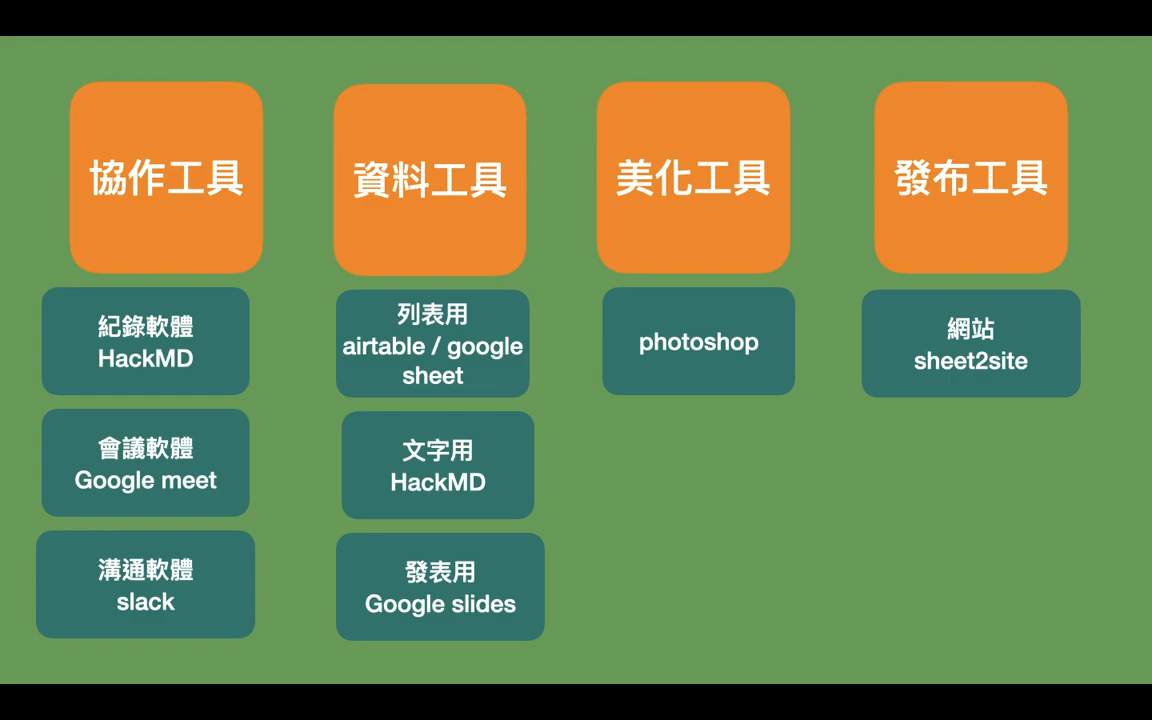 協作工具
資料工具
美化工具
發布工具
紀錄軟體
HackMD
列表用
airtable / google
sheet
photoshop
網站
sheet2site
會議軟體
Google meet
文字用
HackMD
溝通軟體
slack
發表用
Google slides